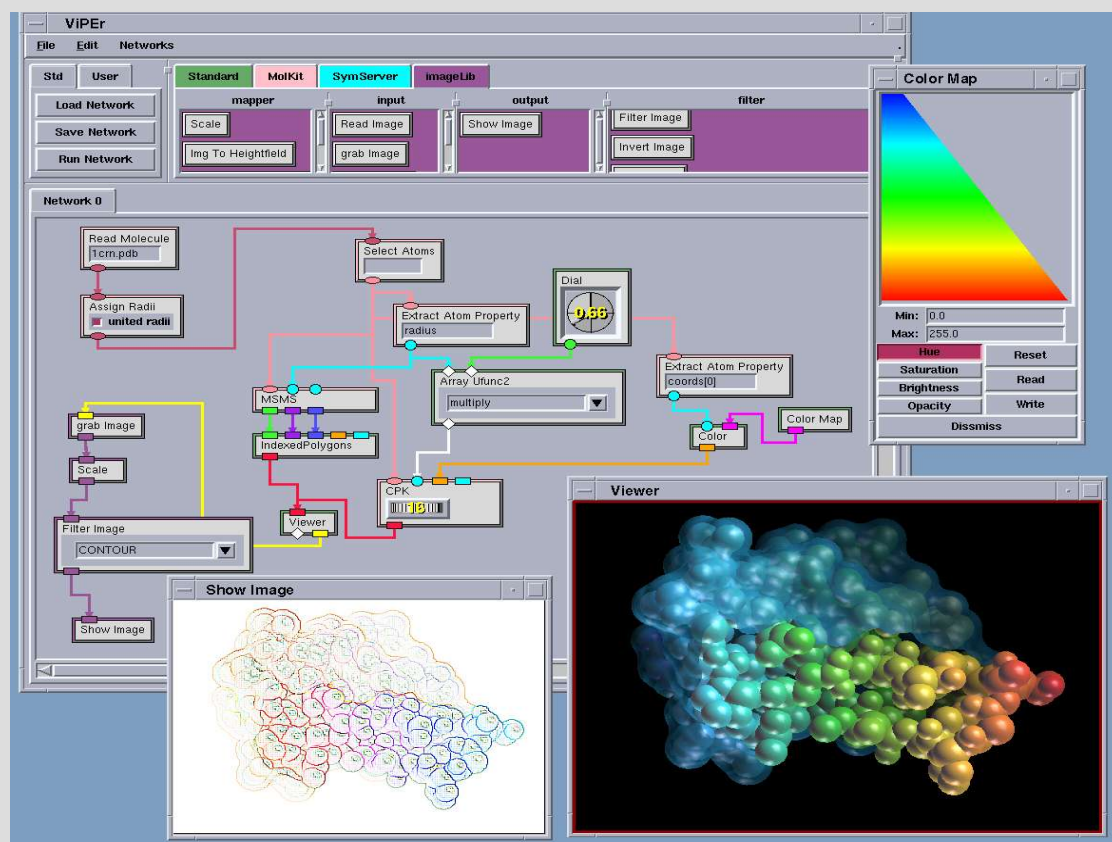 ViPEr
File Edit Networks
Std User
Load Network
Save Network
Run Network
Standard MolKit SymServer imageLib
mapper input output filter
Scale
Img To Heightfield
Read Image
grab Image
Show Image
Filter Image
Invert Image
Network 0
Read Molecule
1crn.pdb
Assign Radii
united radii
Select Atoms
Extract Atom Property
radius
Dial
0.66
Extract Atom Property
coords[0]
Array Ufunc2
multiply
MSMS
IndexedPolygons
Color
Color Map
grab Image
Scale
CPK
16
Viewer
Filter Image
CONTOUR
Show Image
Color Map
Min: 0.0
Max: 255.0
Hue
Saturation
Brightness
Opacity
Reset
Read
Write
Dissmiss
Show Image
Viewer